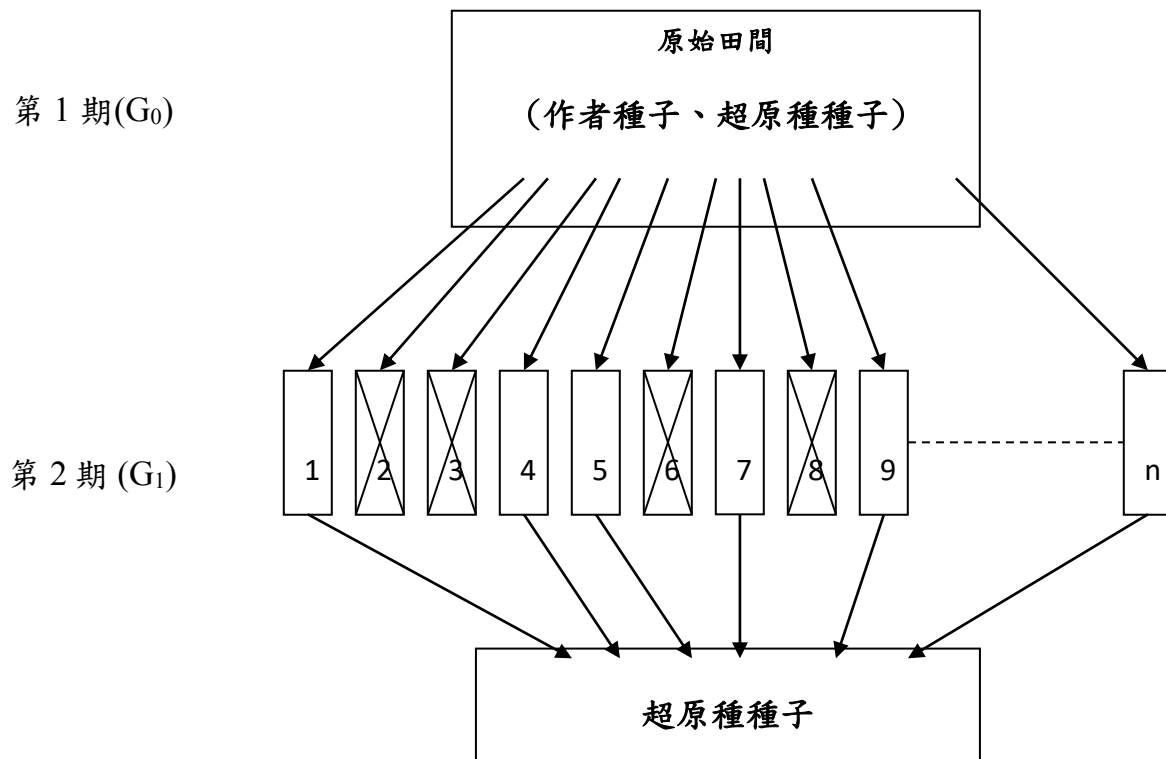 原始田間
第 1 期(G₀)
(作者種子、超原種種子)
1 2 3 4 5 6 7 8 9 n
第 2 期 (G₁)
超原種種子